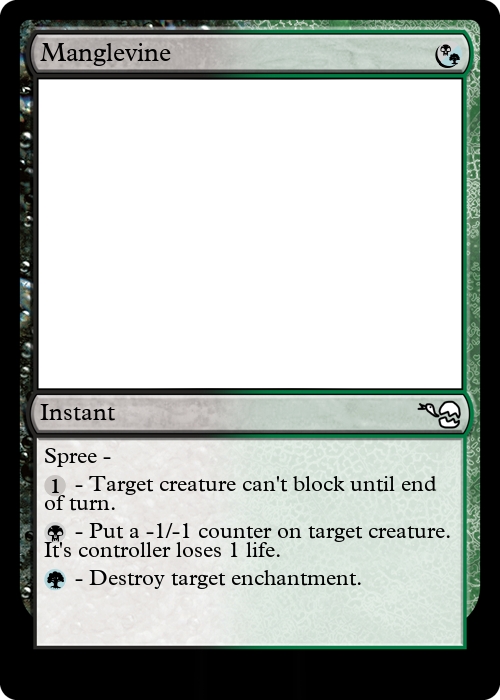 Manglevine
Instant
Spree -
1 - Target creature can't block until end
of turn.
- Put a -1/-1 counter on target creature.
It's controller loses 1 life.
- Destroy target enchantment.